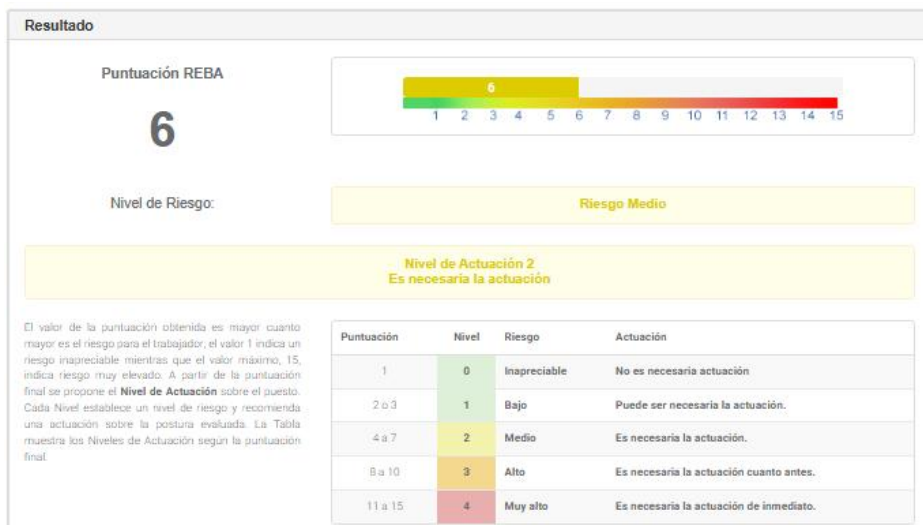 Resultado
Puntuación REBA
6
6
1 2 3 4 5 6 7 8 9 10 11 12 13 14 15
Nivel de Riesgo:
Riesgo Medio
Nivel de Actuación 2
Es necesaria la actuación
El valor de la puntuación obtenida es mayor cuanto
mayor es el riesgo para el trabajador; el valor 1 indica un
riesgo inapreciable mientras que el valor máximo, 15,
indica riesgo muy elevado. A partir de la puntuación
final se propone el Nivel de Actuación sobre el puesto.
Cada Nivel establece un nivel de riesgo y recomienda
una actuación sobre la postura evaluada. La Tabla
muestra los Niveles de Actuación según la puntuación
final.
Puntuación Nivel Riesgo Actuación
1 0 Inapreciable No es necesaria actuación
2 o 3 1 Bajo Puede ser necesaria la actuación.
4 a 7 2 Medio Es necesaria la actuación.
8 a 10 3 Alto Es necesaria la actuación cuanto antes.
11 a 15 4 Muy alto Es necesaria la actuación de inmediato.